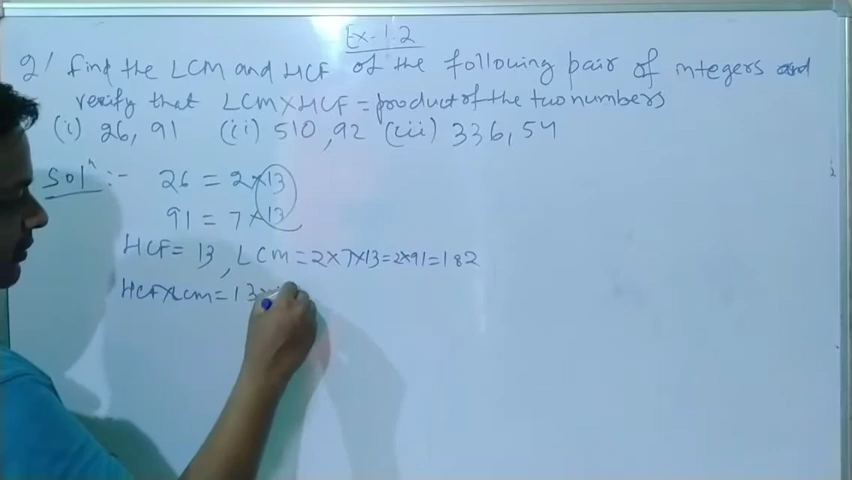 Ex-1.2
2/ find the LCM and HCF of the following pair of integers and
verify that LCM×HCF=product of the two numbers
(i) 26, 91 (ii) 510,92 (iii) 336,54
Solⁿ:- 26 = 2×13
91 = 7×13
HCF= 13, LCM=2×7×13=2×91=182
HCF×LCM=13×